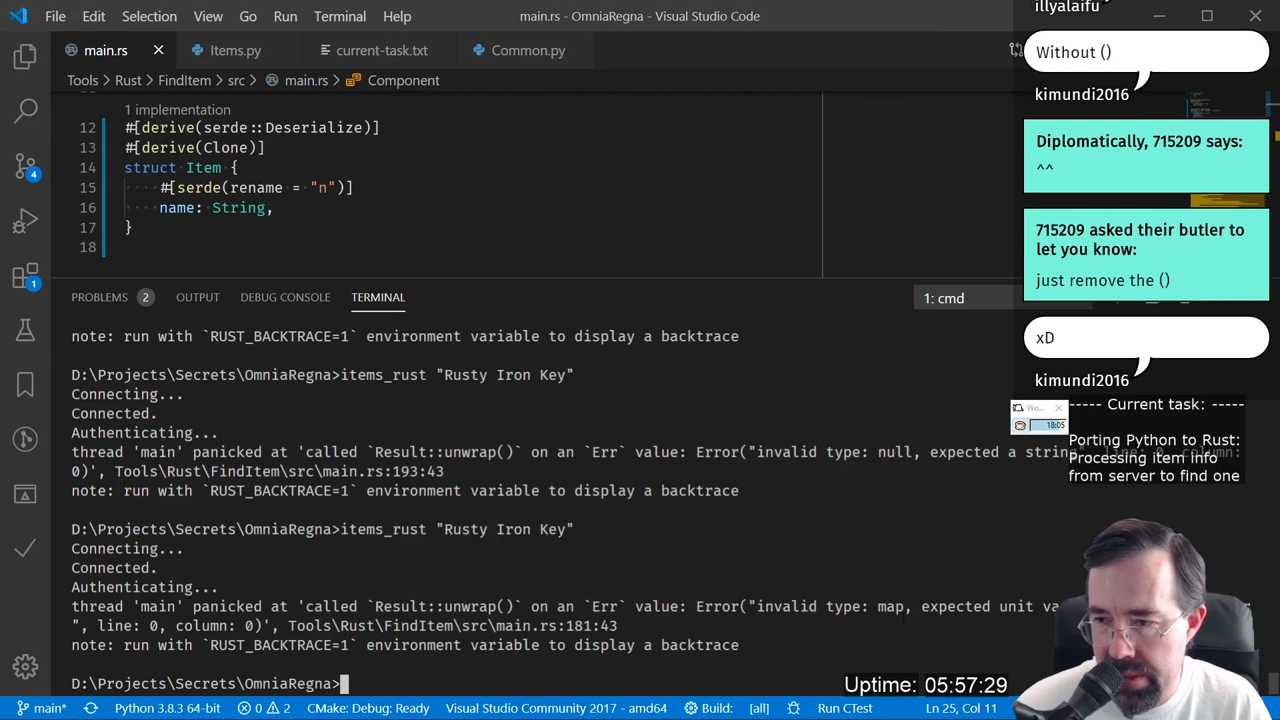 File Edit Selection View Go Run Terminal Help
main.rs - OmniaRegna - Visual Studio Code
main.rs
Items.py
current-task.txt
Common.py
Tools > Rust > FindItem > src > main.rs > Component
1 implementation
12 #[derive(serde::Deserialize)]
13 #[derive(Clone)]
14 struct Item {
15 ····#[serde(rename = "n")]
16 ····name: String,
17 }
18
PROBLEMS 2 OUTPUT DEBUG CONSOLE TERMINAL
1: cmd
note: run with `RUST_BACKTRACE=1` environment variable to display a backtrace
D:\Projects\Secrets\OmniaRegna>items_rust "Rusty Iron Key"
Connecting...
Connected.
Authenticating...
thread 'main' panicked at 'called `Result::unwrap()` on an `Err` value: Error("invalid type: null, expected a string", line: 0, column:
0)', Tools\Rust\FindItem\src\main.rs:193:43
note: run with `RUST_BACKTRACE=1` environment variable to display a backtrace
D:\Projects\Secrets\OmniaRegna>items_rust "Rusty Iron Key"
Connecting...
Connected.
Authenticating...
thread 'main' panicked at 'called `Result::unwrap()` on an `Err` value: Error("invalid type: map, expected unit
", line: 0, column: 0)', Tools\Rust\FindItem\src\main.rs:181:43
note: run with `RUST_BACKTRACE=1` environment variable to display a backtrace
D:\Projects\Secrets\OmniaRegna>
illyalaifu
Without ()
kimundi2016
Diplomatically, 715209 says:
^^
715209 asked their butler to
let you know:
just remove the ()
xD
kimundi2016
Wo...
18:05
----- Current task: -----
Porting Python to Rust:
Processing item info
from server to find one
Uptime: 05:57:29
4
1
main* Python 3.8.3 64-bit 0 2 CMake: Debug: Ready Visual Studio Community 2017 - amd64 Build: [all] Run CTest Ln 25, Col 11